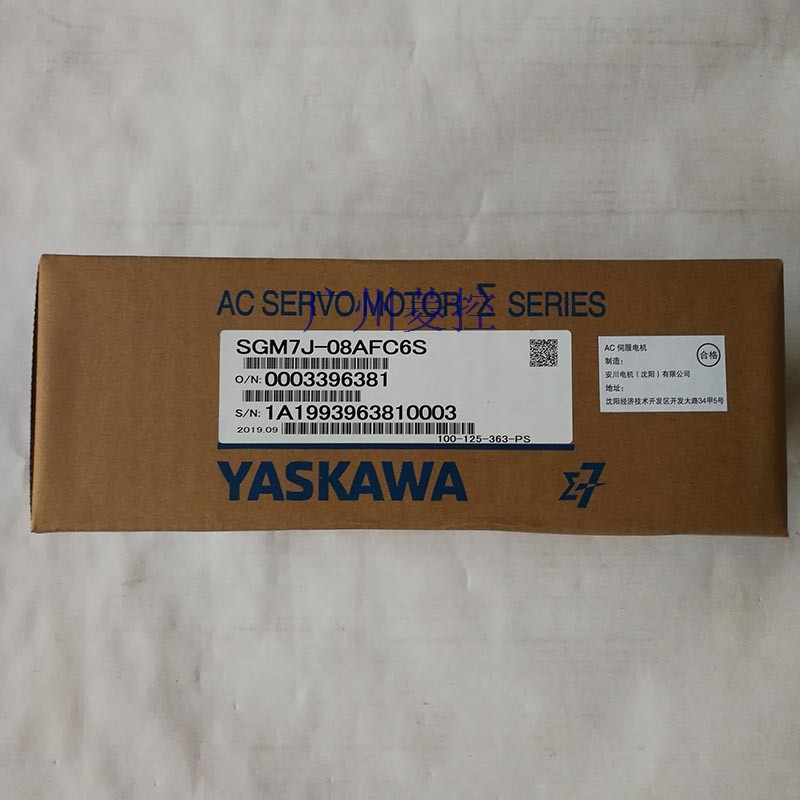 AC SERVO MOTOR Σ SERIES
广州菱控
SGM7J-08AFC6S
O/N: 0003396381
S/N: 1A1993963810003
2019.09
100-125-363-PS
AC 伺服电机
制造:
安川电机(沈阳)有限公司
地址:
沈阳经济技术开发区开发大路34甲5号
合格
YASKAWA
Σ-7